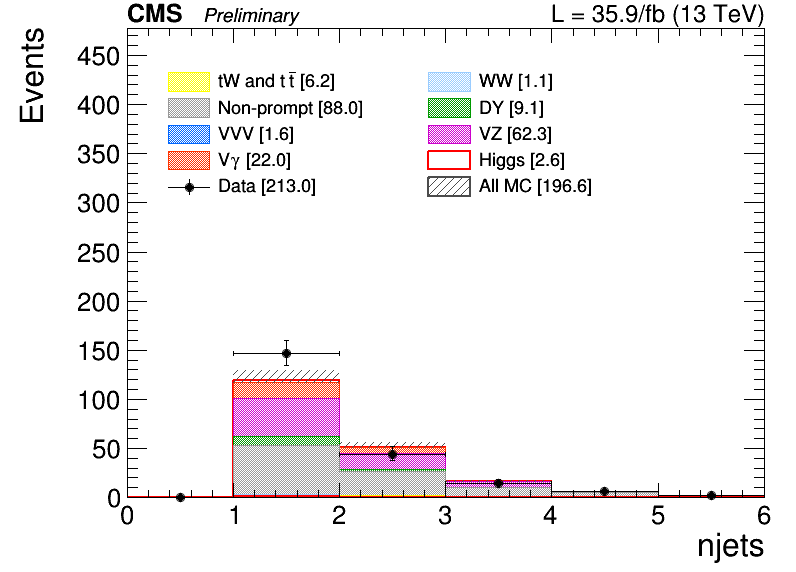 CMS Preliminary L = 35.9/fb (13 TeV)
Events
450
400
350
300
250
200
150
100
50
0
tW and t t̄ [6.2]
Non-prompt [88.0]
VVV [1.6]
Vγ [22.0]
Data [213.0]
WW [1.1]
DY [9.1]
VZ [62.3]
Higgs [2.6]
All MC [196.6]
0 1 2 3 4 5 6
njets